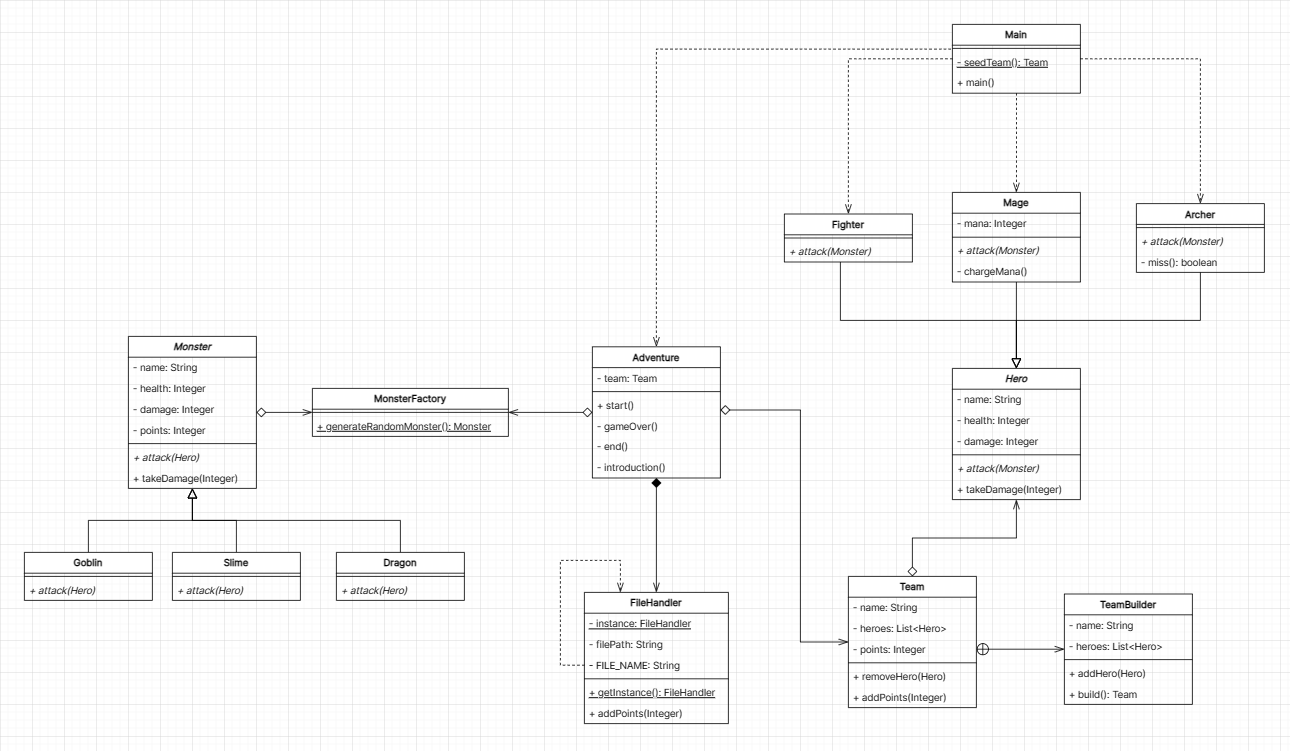 Main
- seedTeam(): Team
+ main()
Fighter
+ attack(Monster)
Mage
- mana: Integer
+ attack(Monster)
- chargeMana()
Archer
+ attack(Monster)
- miss(): boolean
Monster
- name: String
- health: Integer
- damage: Integer
- points: Integer
+ attack(Hero)
+ takeDamage(Integer)
MonsterFactory
+ generateRandomMonster(): Monster
Adventure
- team: Team
+ start()
- gameOver()
- end()
- introduction()
Hero
- name: String
- health: Integer
- damage: Integer
+ attack(Monster)
+ takeDamage(Integer)
Goblin
+ attack(Hero)
Slime
+ attack(Hero)
Dragon
+ attack(Hero)
FileHandler
- instance: FileHandler
- filePath: String
- FILE_NAME: String
+ getInstance(): FileHandler
+ addPoints(Integer)
Team
- name: String
- heroes: List<Hero>
- points: Integer
+ removeHero(Hero)
+ addPoints(Integer)
TeamBuilder
- name: String
- heroes: List<Hero>
+ addHero(Hero)
+ build(): Team